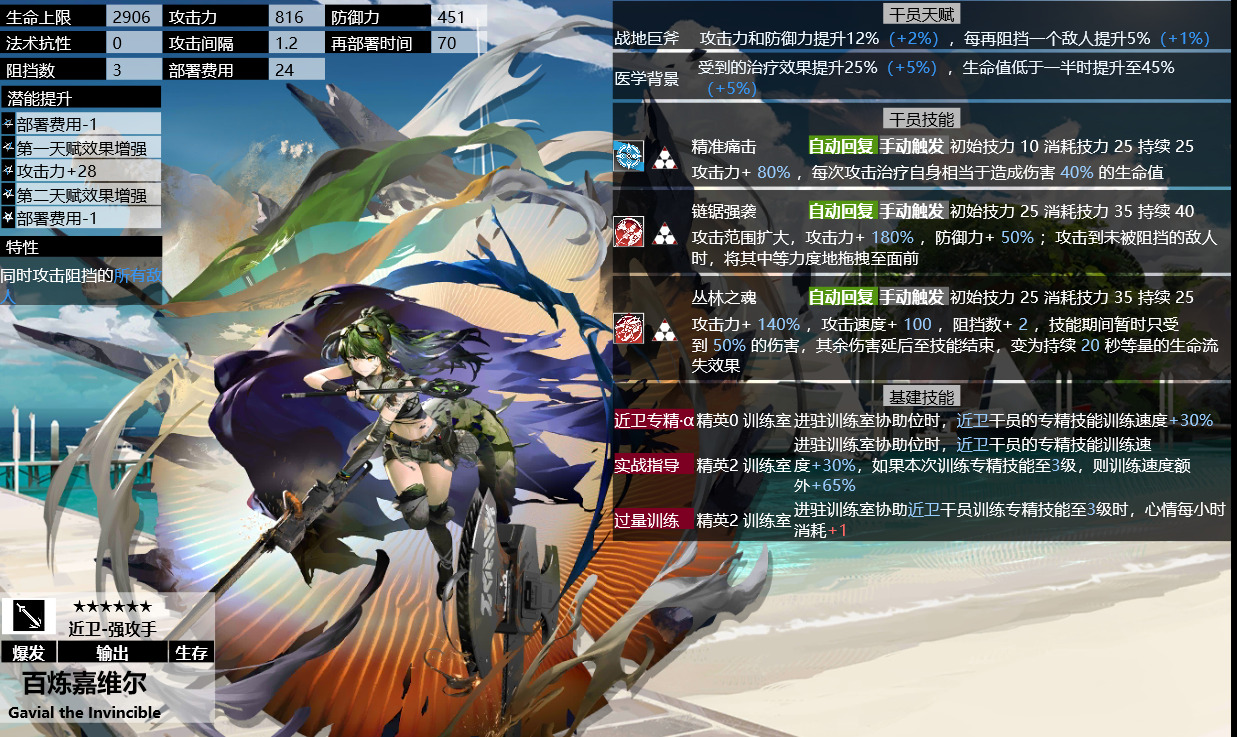 生命上限 2906 攻击力 816 防御力 451
法术抗性 0 攻击间隔 1.2 再部署时间 70
阻挡数 3 部署费用 24
潜能提升
部署费用-1
第一天赋效果增强
攻击力+28
第二天赋效果增强
部署费用-1
特性
同时攻击阻挡的所有敌
人
★★★★★★
近卫-强攻手
爆发 输出 生存
百炼嘉维尔
Gavial the Invincible
干员天赋
战地巨斧 攻击力和防御力提升12%（+2%），每再阻挡一个敌人提升5%（+1%）
医学背景 受到的治疗效果提升25%（+5%），生命值低于一半时提升至45%
（+5%）
干员技能
精准痛击 自动回复 手动触发 初始技力 10 消耗技力 25 持续 25
攻击力+ 80% ，每次攻击治疗自身相当于造成伤害 40% 的生命值
链锯强袭 自动回复 手动触发 初始技力 25 消耗技力 35 持续 40
攻击范围扩大，攻击力+ 180% ，防御力+ 50% ；攻击到未被阻挡的敌人
时，将其中等力度地拖拽至面前
丛林之魂 自动回复 手动触发 初始技力 25 消耗技力 35 持续 25
攻击力+ 140% ，攻击速度+ 100 ，阻挡数+ 2 ，技能期间暂时只受
到 50% 的伤害，其余伤害延后至技能结束，变为持续 20 秒等量的生命流
失效果
基建技能
近卫专精·α 精英0 训练室 进驻训练室协助位时，近卫干员的专精技能训练速度+30%
进驻训练室协助位时，近卫干员的专精技能训练速
实战指导 精英2 训练室 度+30%，如果本次训练专精技能至3级，则训练速度额
外+65%
过量训练 精英2 训练室 进驻训练室协助近卫干员训练专精技能至3级时，心情每小时
消耗+1